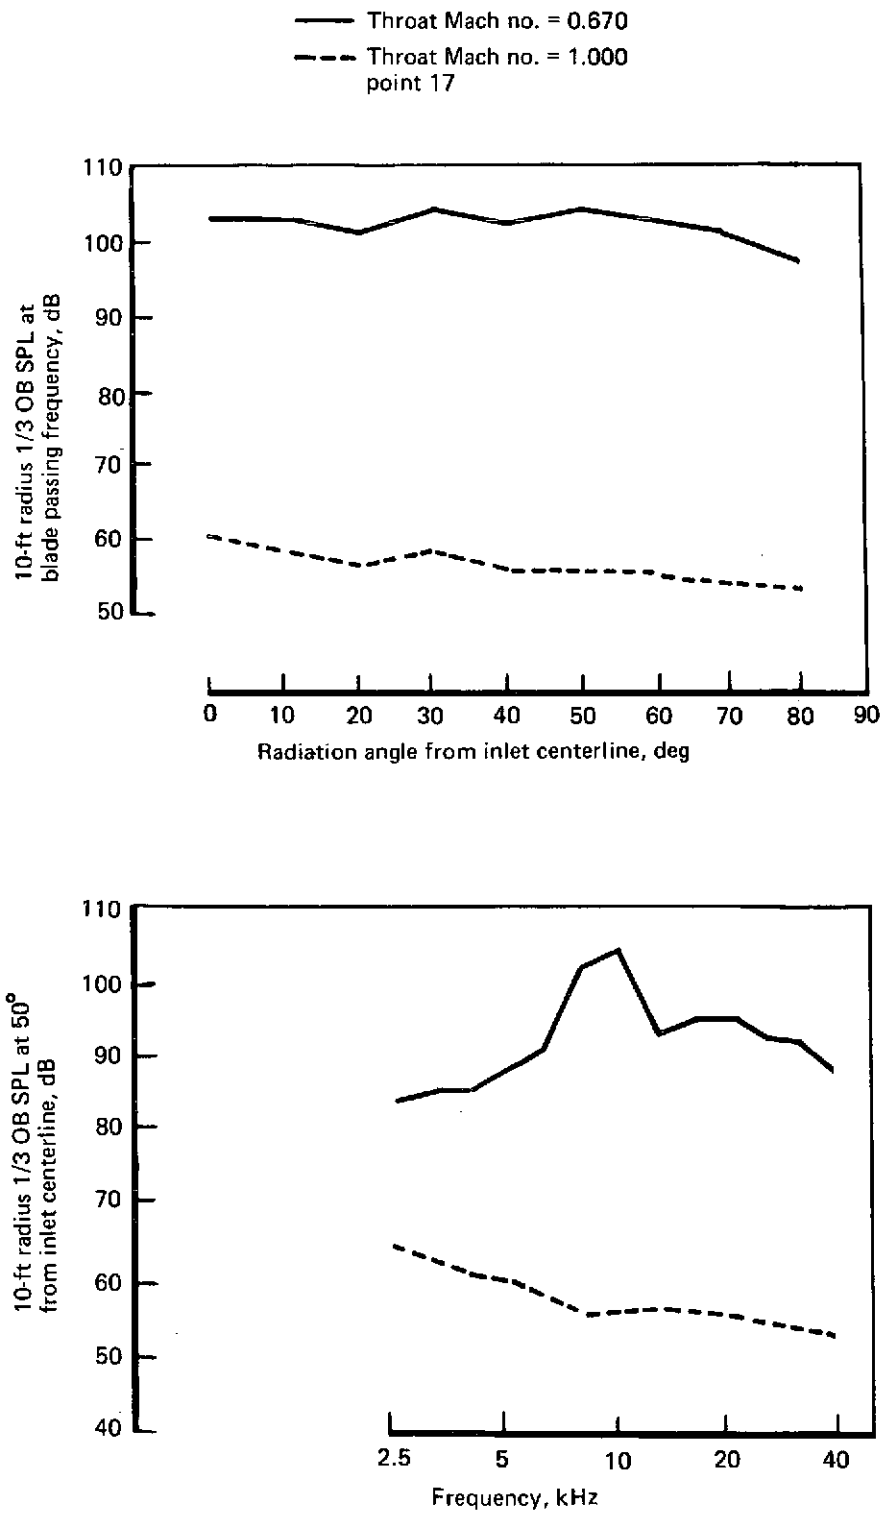 Throat Mach no. = 0.670
Throat Mach no. = 1.000
point 17
110
100
90
80
70
60
50
10-ft radius 1/3 OB SPL at
blade passing frequency, dB
0 10 20 30 40 50 60 70 80 90
Radiation angle from inlet centerline, deg
110
100
90
80
70
60
50
40
10-ft radius 1/3 OB SPL at 50°
from inlet centerline, dB
2.5 5 10 20 40
Frequency, kHz